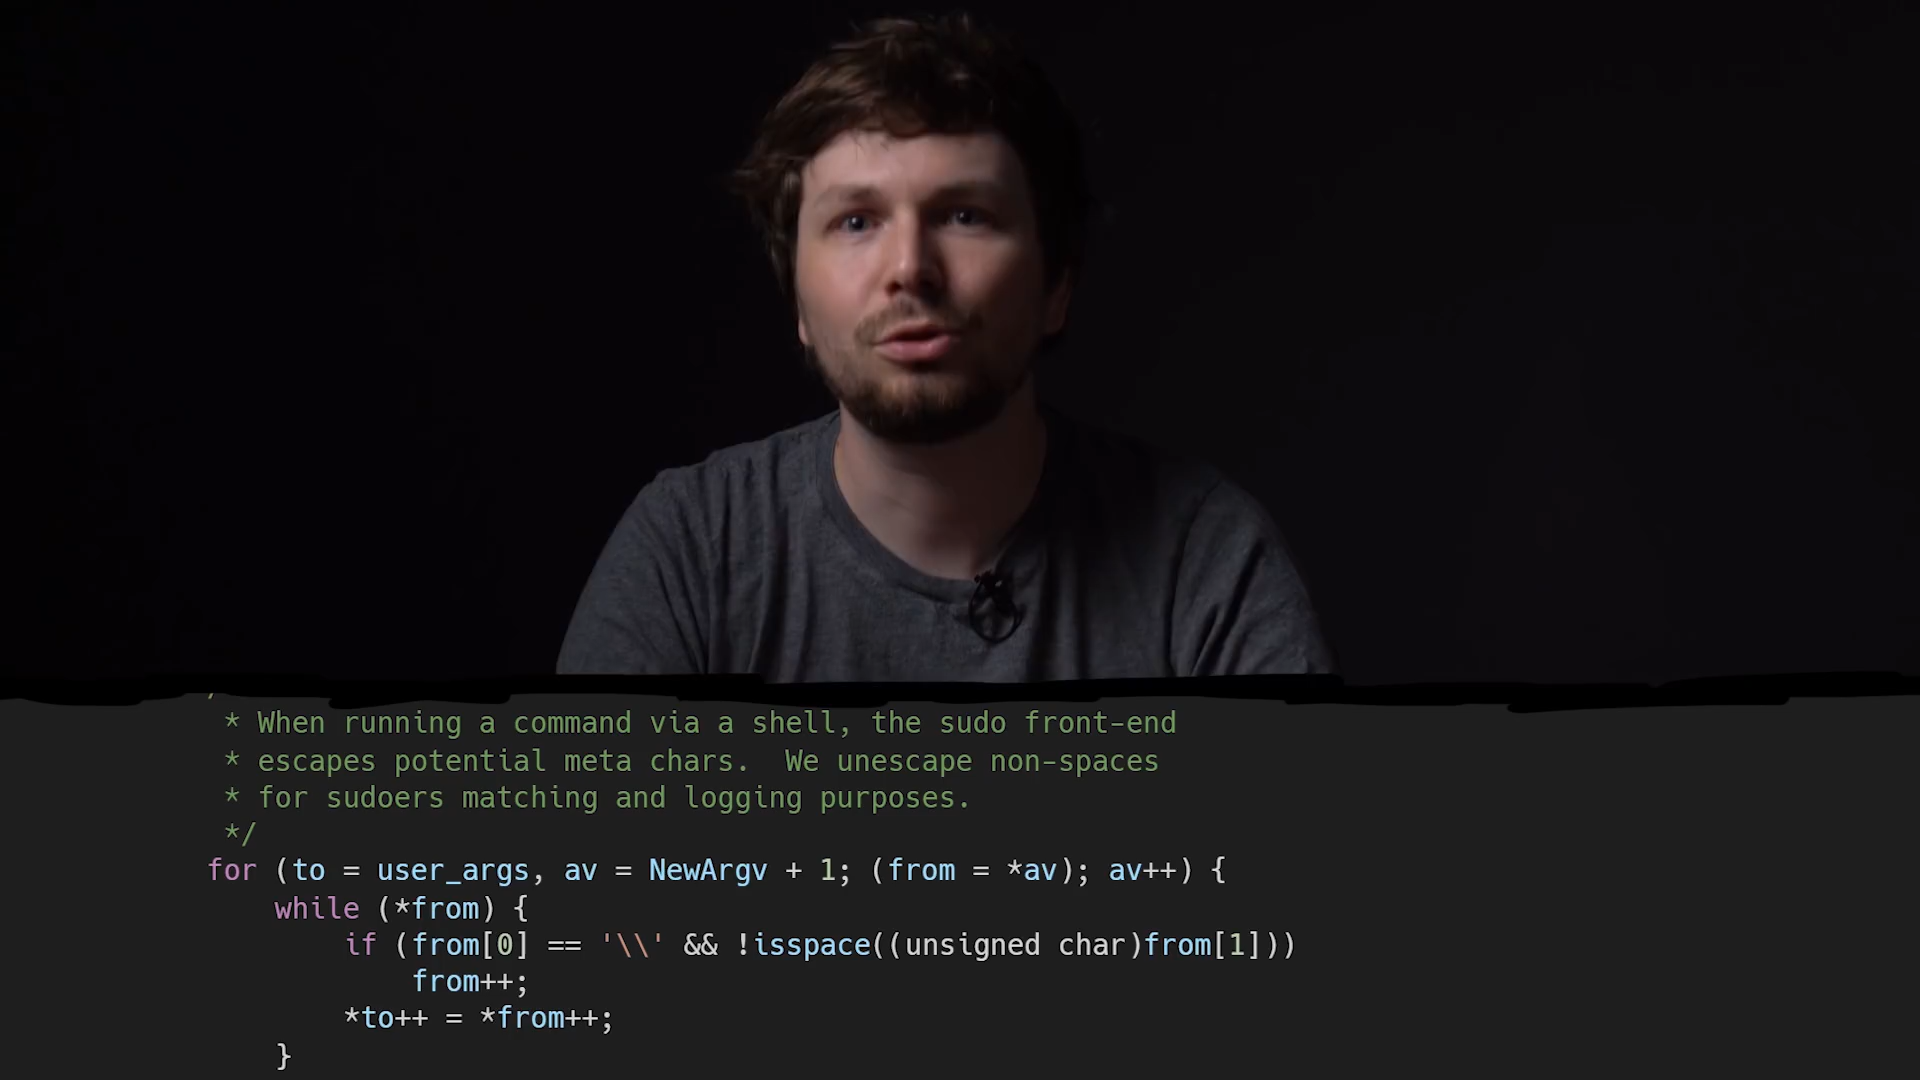 /
* When running a command via a shell, the sudo front-end
* escapes potential meta chars.  We unescape non-spaces
* for sudoers matching and logging purposes.
*/
for (to = user_args, av = NewArgv + 1; (from = *av); av++) {
while (*from) {
if (from[0] == '\\' && !isspace((unsigned char)from[1]))
from++;
*to++ = *from++;
}